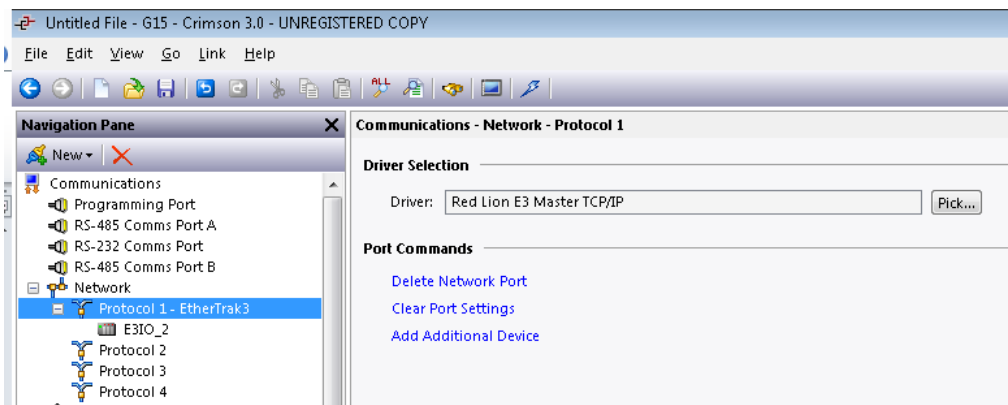 Untitled File - G15 - Crimson 3.0 - UNREGISTERED COPY
File Edit View Go Link Help
ALL
Navigation Pane
New
Communications
Programming Port
RS-485 Comms Port A
RS-232 Comms Port
RS-485 Comms Port B
Network
Protocol 1 - EtherTrak3
E3IO_2
Protocol 2
Protocol 3
Protocol 4
Communications - Network - Protocol 1
Driver Selection
Driver: Red Lion E3 Master TCP/IP Pick...
Port Commands
Delete Network Port
Clear Port Settings
Add Additional Device